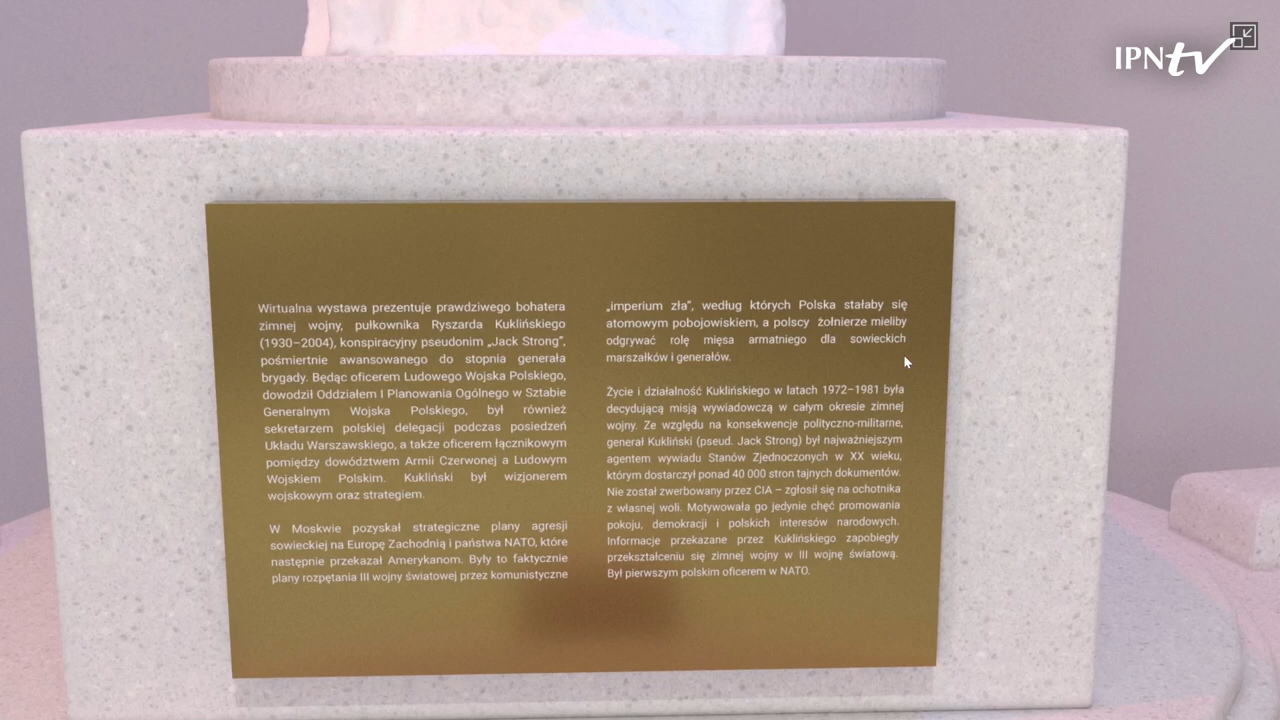 IPNtv
Wirtualna wystawa prezentuje prawdziwego bohatera
zimnej wojny, pułkownika Ryszarda Kuklińskiego
(1930–2004), konspiracyjny pseudonim „Jack Strong”,
pośmiertnie awansowanego do stopnia generała
brygady. Będąc oficerem Ludowego Wojska Polskiego,
dowodził Oddziałem I Planowania Ogólnego w Sztabie
Generalnym Wojska Polskiego, był również
sekretarzem polskiej delegacji podczas posiedzeń
Układu Warszawskiego, a także oficerem łącznikowym
pomiędzy dowództwem Armii Czerwonej a Ludowym
Wojskiem Polskim. Kukliński był wizjonerem
wojskowym oraz strategiem.
W Moskwie pozyskał strategiczne plany agresji
sowieckiej na Europę Zachodnią i państwa NATO, które
następnie przekazał Amerykanom. Były to faktycznie
plany rozpętania III wojny światowej przez komunistyczne
„imperium zła”, według których Polska stałaby się
atomowym pobojowiskiem, a polscy żołnierze mieliby
odgrywać rolę mięsa armatniego dla sowieckich
marszałków i generałów.
Życie i działalność Kuklińskiego w latach 1972–1981 była
decydującą misją wywiadowczą w całym okresie zimnej
wojny. Ze względu na konsekwencje polityczno-militarne,
generał Kukliński (pseud. Jack Strong) był najważniejszym
agentem wywiadu Stanów Zjednoczonych w XX wieku,
którym dostarczył ponad 40 000 stron tajnych dokumentów.
Nie został zwerbowany przez CIA – zgłosił się na ochotnika
z własnej woli. Motywowała go jedynie chęć promowania
pokoju, demokracji i polskich interesów narodowych.
Informacje przekazane przez Kuklińskiego zapobiegły
przekształceniu się zimnej wojny w III wojnę światową.
Był pierwszym polskim oficerem w NATO.